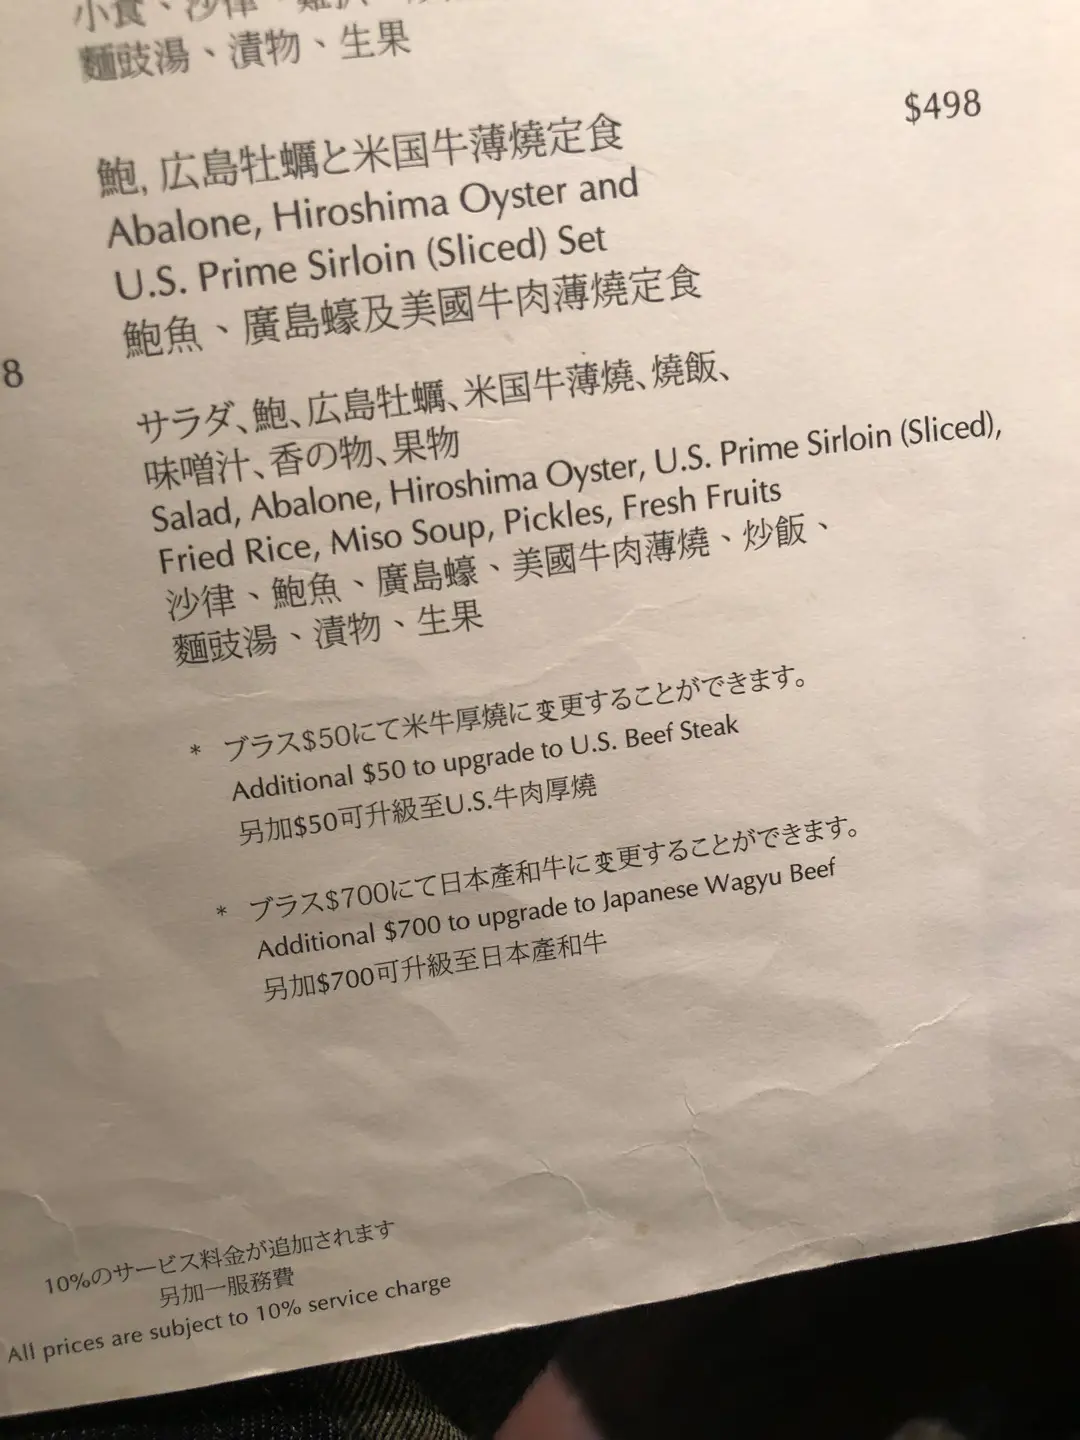 小食、沙律、
麵豉湯、漬物、生果
$498
鮑, 広島牡蠣と米国牛薄燒定食
Abalone, Hiroshima Oyster and
U.S. Prime Sirloin (Sliced) Set
鮑魚、廣島蠔及美國牛肉薄燒定食
8
サラダ、鮑、広島牡蠣、米国牛薄燒、燒飯、
味噌汁、香の物、果物
Salad, Abalone, Hiroshima Oyster, U.S. Prime Sirloin (Sliced),
Fried Rice, Miso Soup, Pickles, Fresh Fruits
沙律、鮑魚、廣島蠔、美國牛肉薄燒、炒飯、
麵豉湯、漬物、生果
* プラス$50にて米牛厚燒に変更することができます。
Additional $50 to upgrade to U.S. Beef Steak
另加$50可升級至U.S.牛肉厚燒
* プラス$700にて日本產和牛に変更することができます。
Additional $700 to upgrade to Japanese Wagyu Beef
另加$700可升級至日本產和牛
10%のサービス料金が追加されます
另加一服務費
All prices are subject to 10% service charge